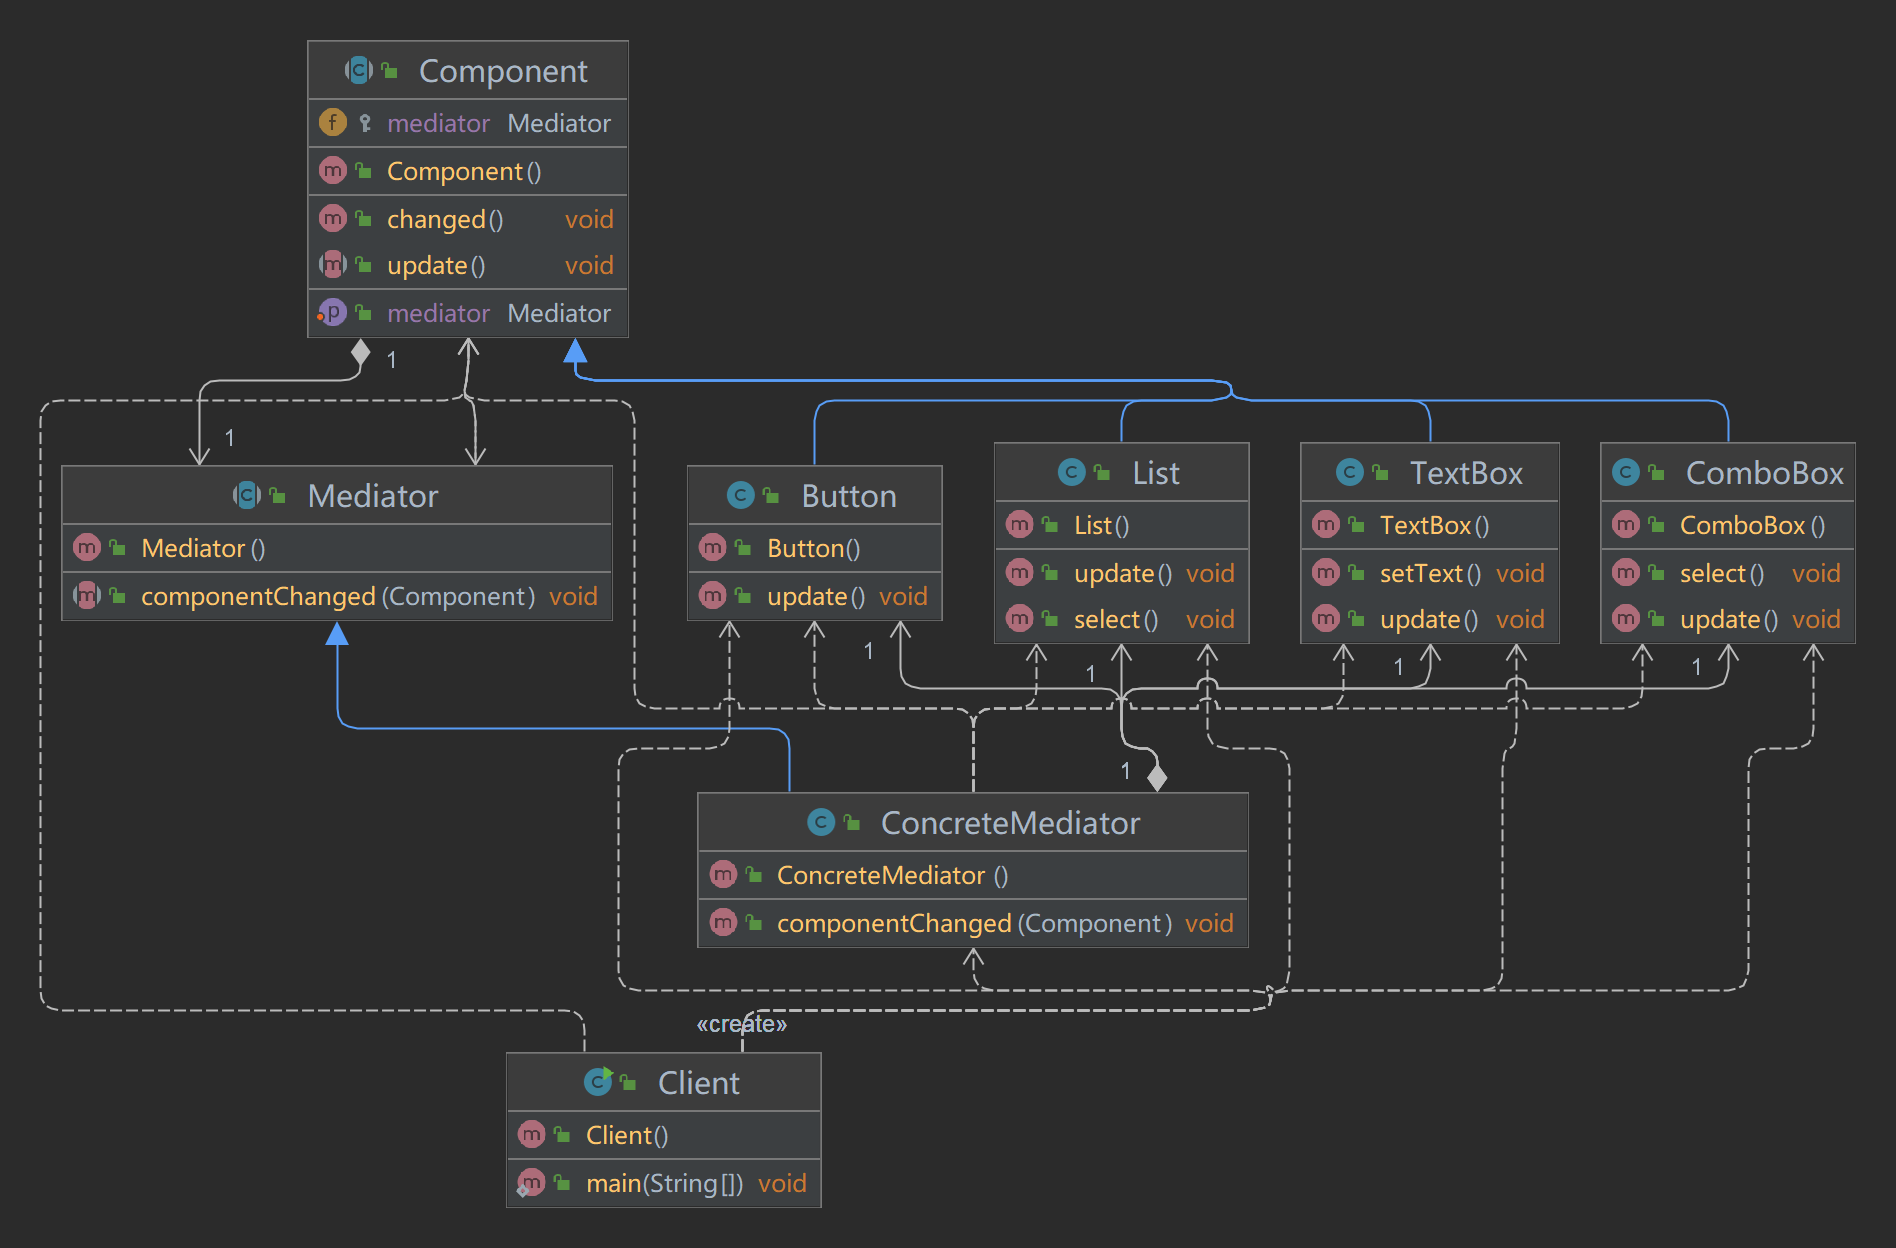 Component
mediator Mediator
Component()
changed() void
update() void
mediator Mediator
1
1
Mediator
Mediator()
componentChanged(Component) void
Button
Button()
update() void
List
List()
update() void
select() void
TextBox
TextBox()
setText() void
update() void
ComboBox
ComboBox()
select() void
update() void
1
1
1
1
1
ConcreteMediator
ConcreteMediator()
componentChanged(Component) void
«create»
Client
Client()
main(String[]) void